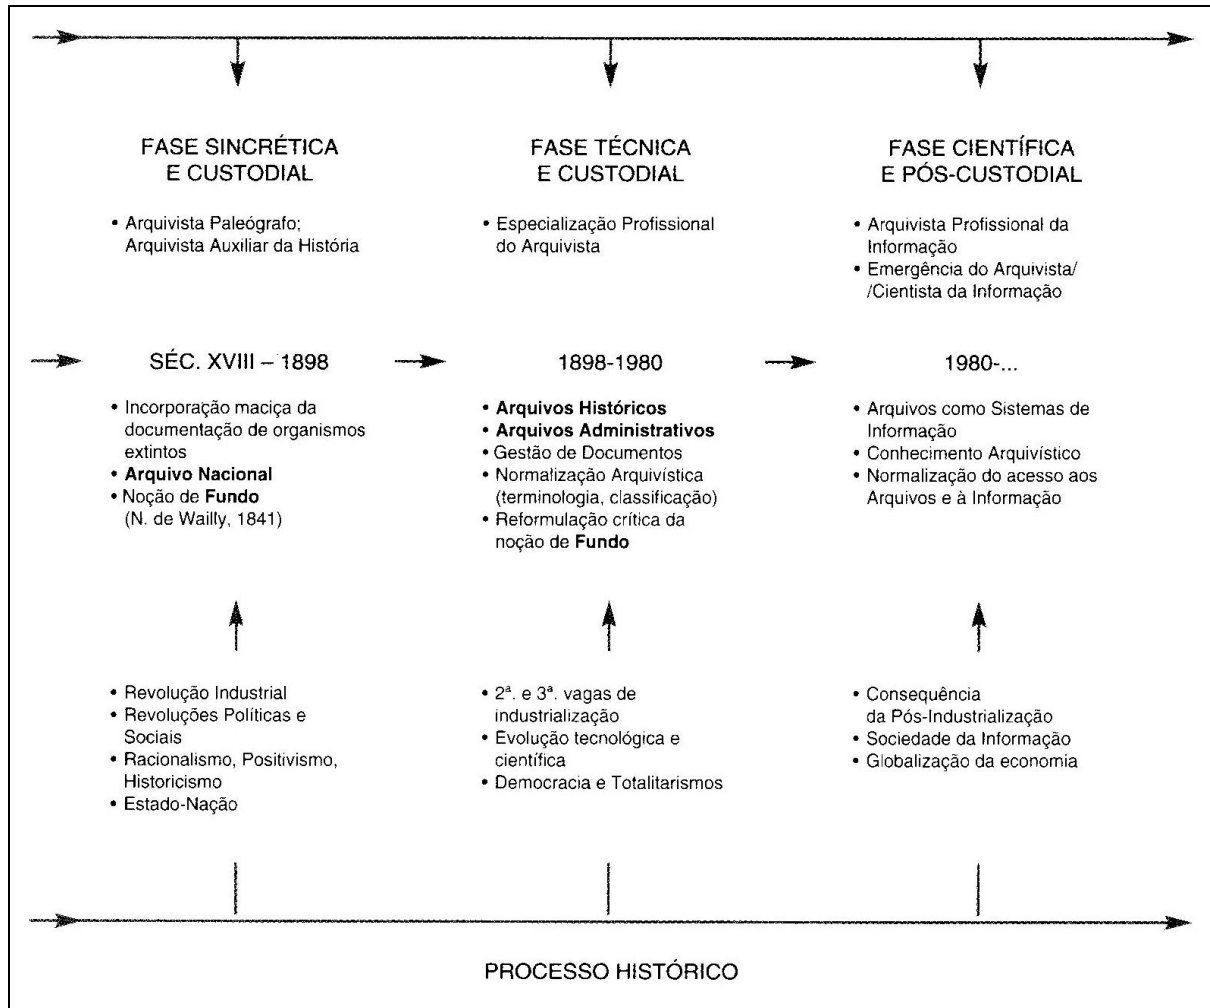 FASE SINCRÉTICA
E CUSTODIAL
• Arquivista Paleógrafo;
Arquivista Auxiliar da História
FASE TÉCNICA
E CUSTODIAL
• Especialização Profissional
do Arquivista
FASE CIENTÍFICA
E PÓS-CUSTODIAL
• Arquivista Profissional da
Informação
• Emergência do Arquivista/
/Cientista da Informação
SÉC. XVIII – 1898
• Incorporação maciça da
documentação de organismos
extintos
• Arquivo Nacional
• Noção de Fundo
(N. de Wailly, 1841)
1898-1980
• Arquivos Históricos
• Arquivos Administrativos
• Gestão de Documentos
• Normalização Arquivística
(terminologia, classificação)
• Reformulação crítica da
noção de Fundo
1980-...
• Arquivos como Sistemas de
Informação
• Conhecimento Arquivístico
• Normalização do acesso aos
Arquivos e à Informação
• Revolução Industrial
• Revoluções Políticas e
Sociais
• Racionalismo, Positivismo,
Historicismo
• Estado-Nação
• 2ª. e 3ª. vagas de
industrialização
• Evolução tecnológica e
científica
• Democracia e Totalitarismos
• Consequência
da Pós-Industrialização
• Sociedade da Informação
• Globalização da economia
PROCESSO HISTÓRICO